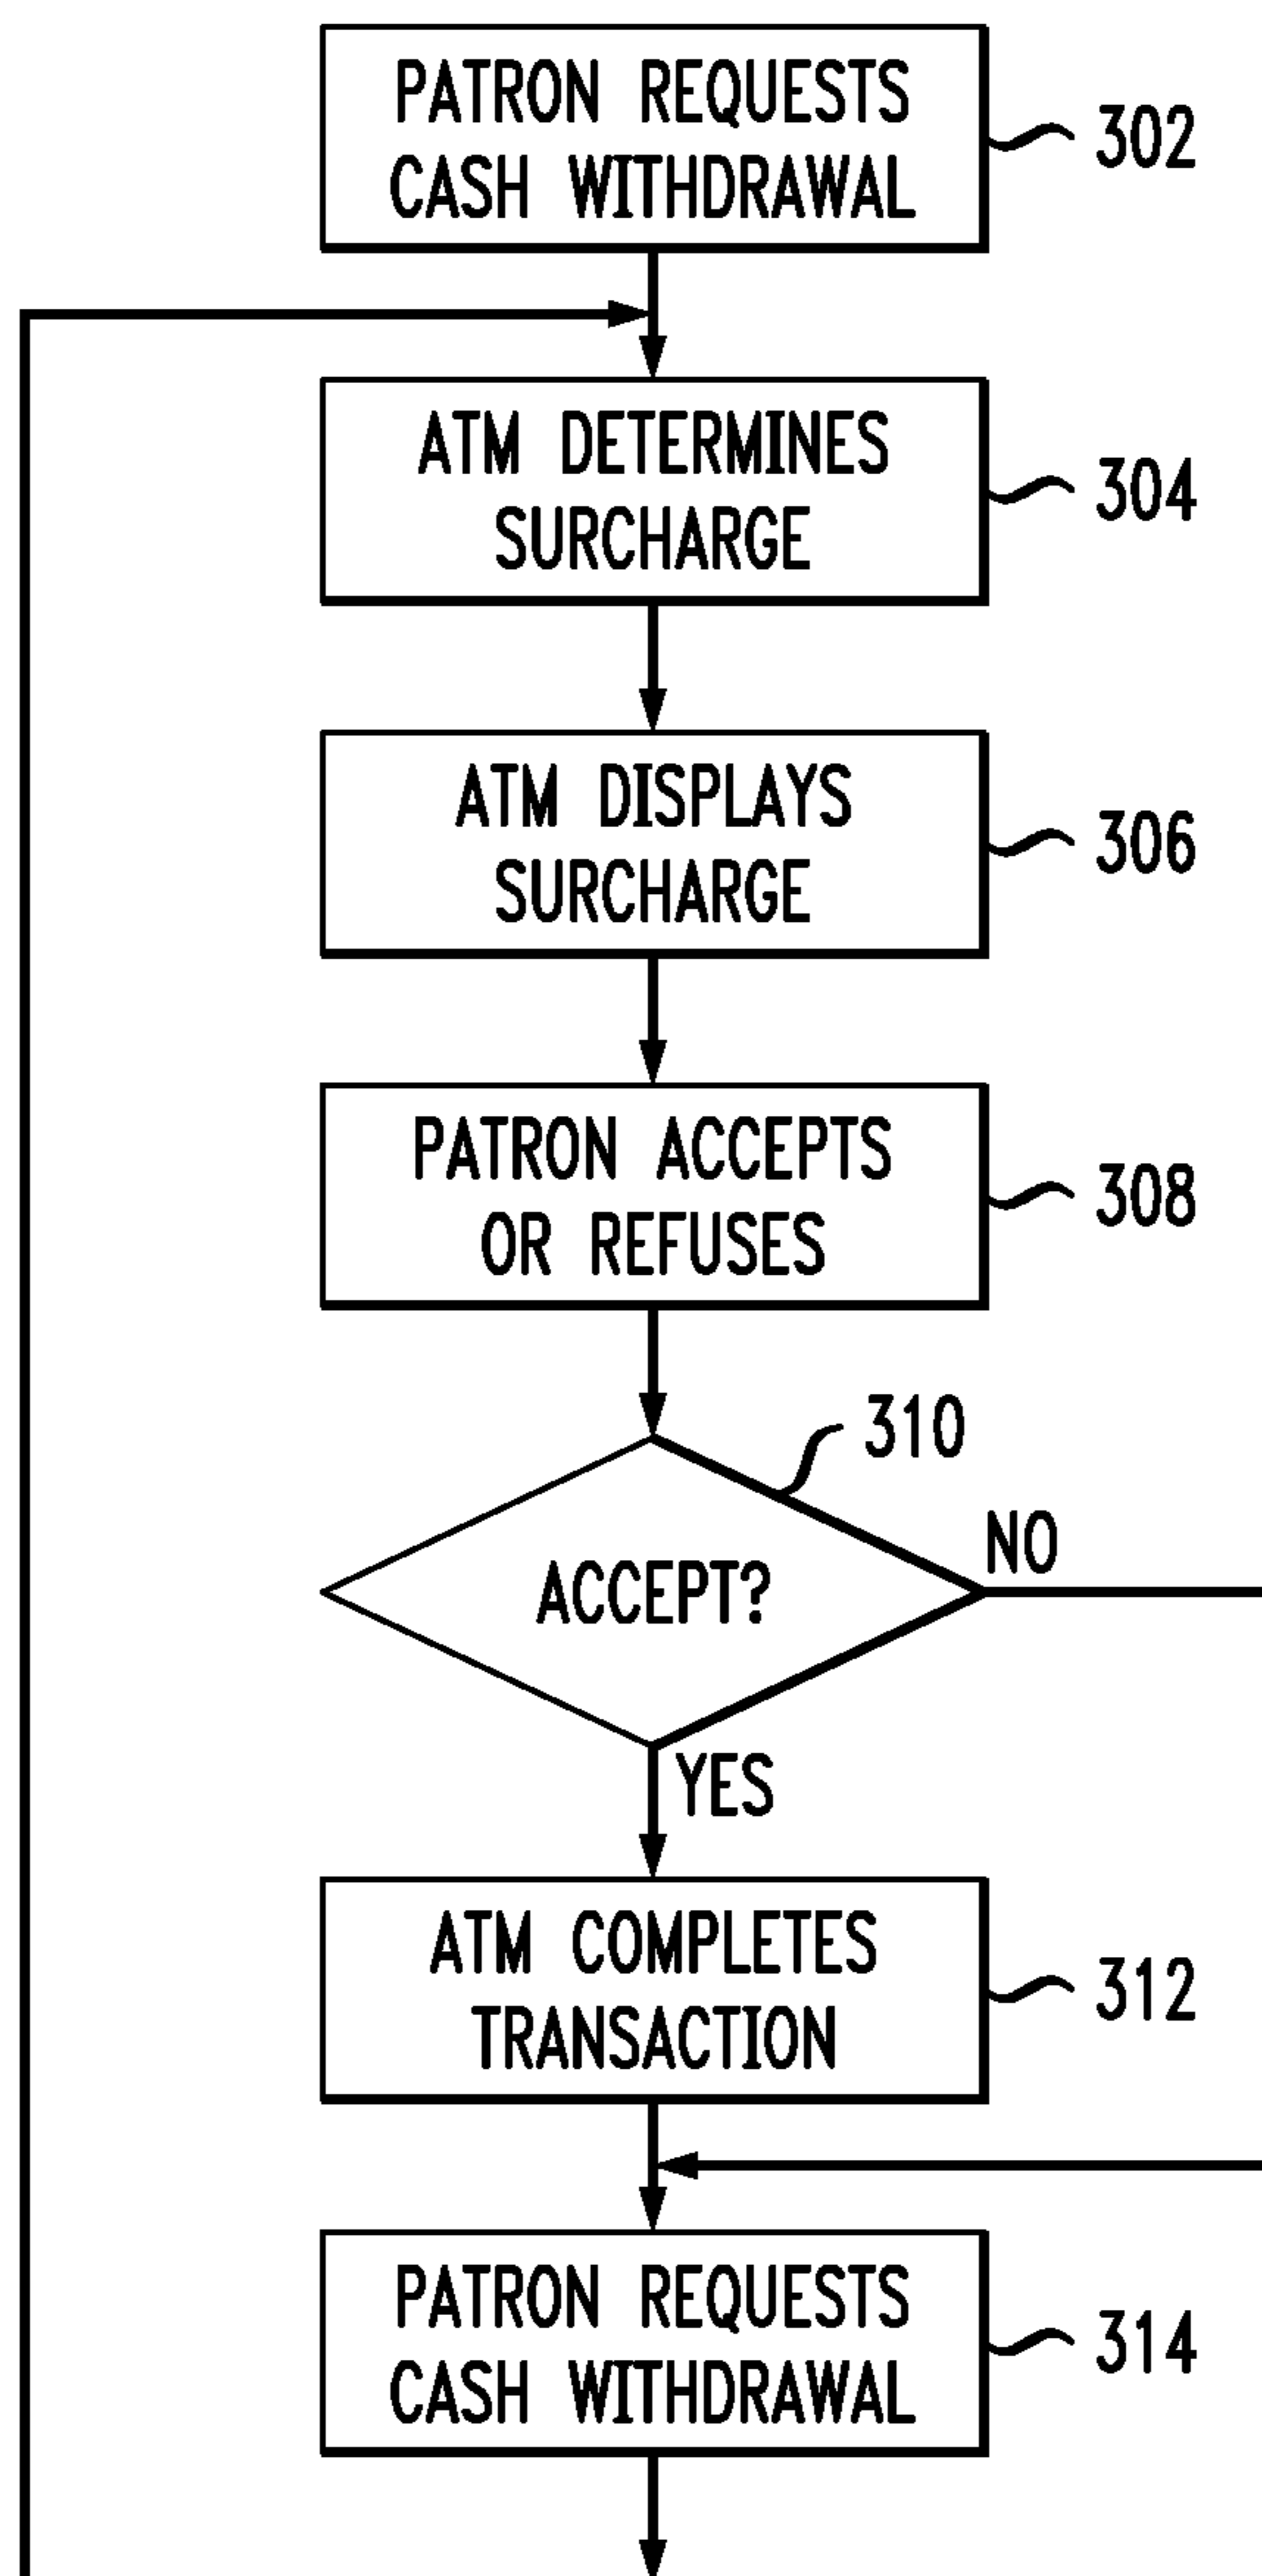 PATRON REQUESTS
CASH WITHDRAWAL
302
ATM DETERMINES
SURCHARGE
304
ATM DISPLAYS
SURCHARGE
306
PATRON ACCEPTS
OR REFUSES
308
310
ACCEPT?
NO
YES
ATM COMPLETES
TRANSACTION
312
PATRON REQUESTS
CASH WITHDRAWAL
314